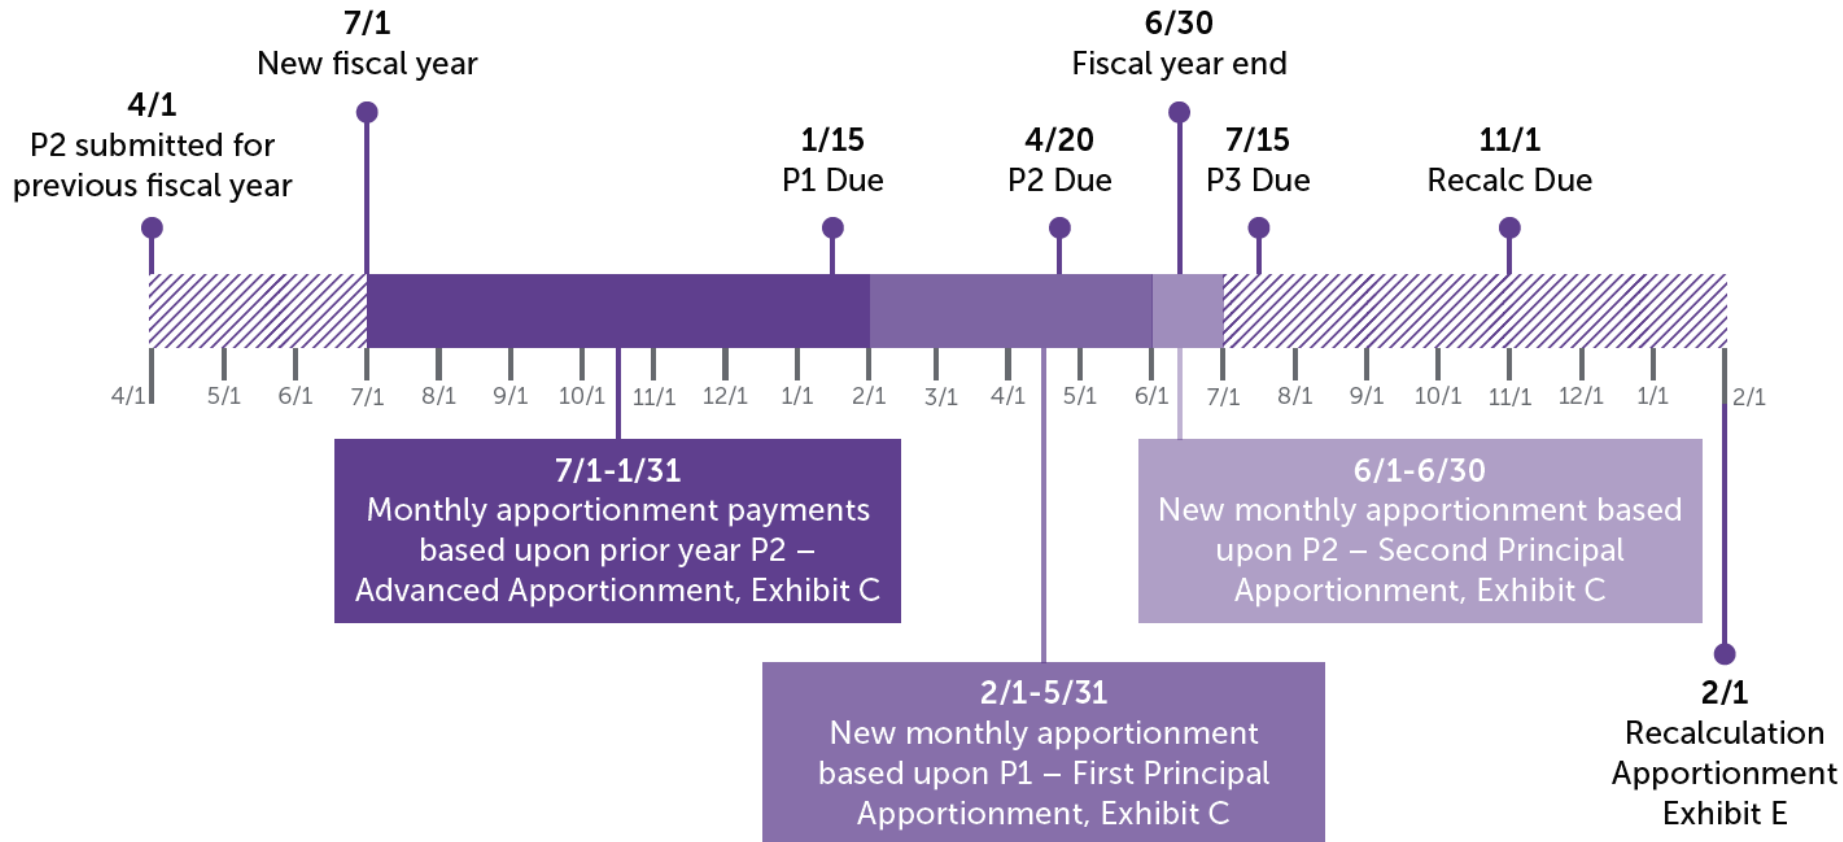 7/1
New fiscal year
6/30
Fiscal year end
4/1
P2 submitted for
previous fiscal year
1/15
P1 Due
4/20
P2 Due
7/15
P3 Due
11/1
Recalc Due
4/1
5/1
6/1
7/1
8/1
9/1
10/1
11/1
12/1
1/1
2/1
3/1
4/1
5/1
6/1
7/1
8/1
9/1
10/1
11/1
12/1
1/1
2/1
7/1-1/31
Monthly apportionment payments
based upon prior year P2 –
Advanced Apportionment, Exhibit C
6/1-6/30
New monthly apportionment based
upon P2 – Second Principal
Apportionment, Exhibit C
2/1-5/31
New monthly apportionment
based upon P1 – First Principal
Apportionment, Exhibit C
2/1
Recalculation
Apportionment
Exhibit E